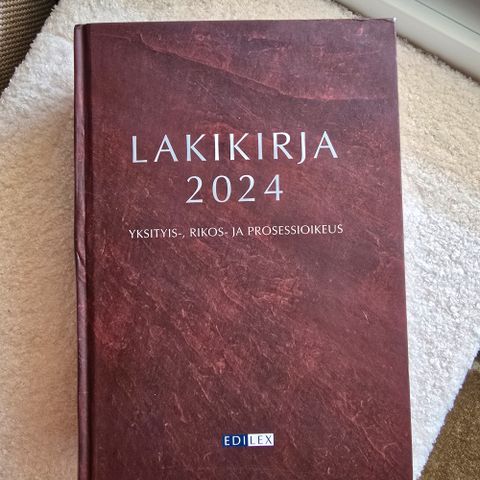 LAKIKIRJA
2024
YKSITYIS-, RIKOS- JA PROSESSIOIKEUS
EDILEX